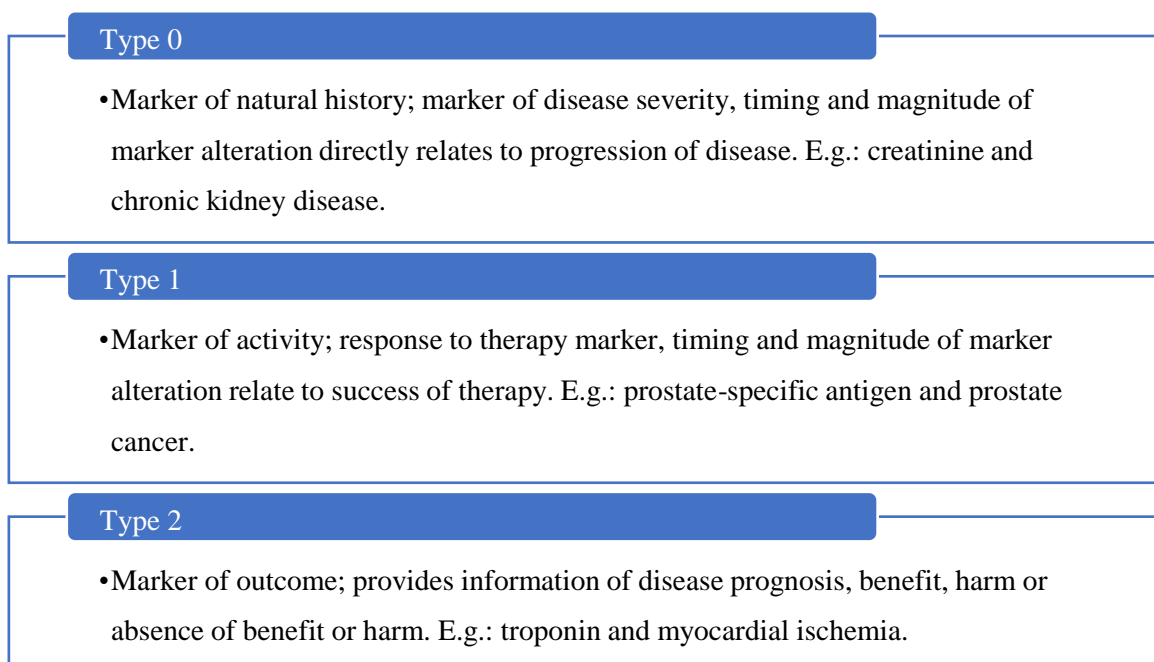 Type 0
•Marker of natural history; marker of disease severity, timing and magnitude of
marker alteration directly relates to progression of disease. E.g.: creatinine and
chronic kidney disease.
Type 1
•Marker of activity; response to therapy marker, timing and magnitude of marker
alteration relate to success of therapy. E.g.: prostate-specific antigen and prostate
cancer.
Type 2
•Marker of outcome; provides information of disease prognosis, benefit, harm or
absence of benefit or harm. E.g.: troponin and myocardial ischemia.